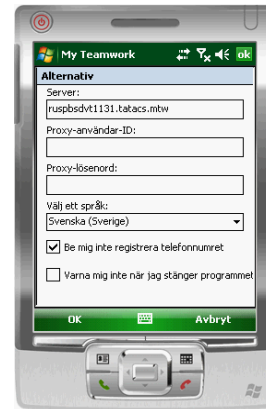 My Teamwork
ok
Alternativ
Server:
ruspbsdvt1131.tatacs.mtw
Proxy-användar-ID:
Proxy-lösenord:
Välj ett språk:
Svenska (Sverige)
Be mig inte registrera telefonnumret
Varna mig inte när jag stänger programmet
OK
Avbryt